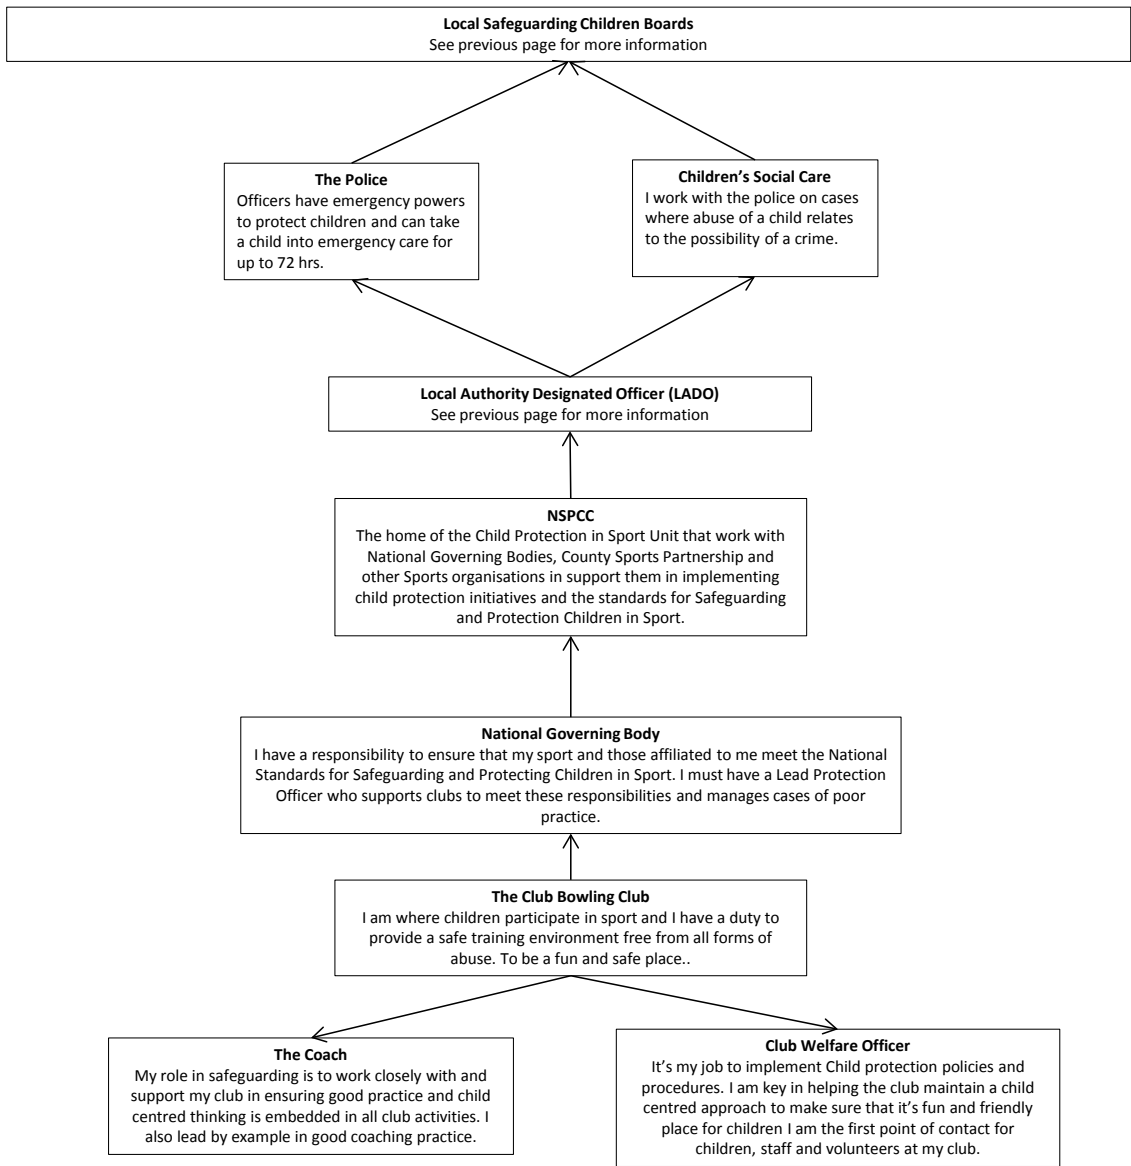 Local Safeguarding Children Boards
See previous page for more information
The Police
Officers have emergency powers
to protect children and can take
a child into emergency care for
up to 72 hrs.
Children's Social Care
I work with the police on cases
where abuse of a child relates
to the possibility of a crime.
Local Authority Designated Officer (LADO)
See previous page for more information
NSPCC
The home of the Child Protection in Sport Unit that work with
National Governing Bodies, County Sports Partnership and
other Sports organisations in support them in implementing
child protection initiatives and the standards for Safeguarding
and Protection Children in Sport.
National Governing Body
I have a responsibility to ensure that my sport and those affiliated to me meet the National
Standards for Safeguarding and Protecting Children in Sport. I must have a Lead Protection
Officer who supports clubs to meet these responsibilities and manages cases of poor
practice.
The Club Bowling Club
I am where children participate in sport and I have a duty to
provide a safe training environment free from all forms of
abuse. To be a fun and safe place..
The Coach
My role in safeguarding is to work closely with and
support my club in ensuring good practice and child
centred thinking is embedded in all club activities. I
also lead by example in good coaching practice.
Club Welfare Officer
It's my job to implement Child protection policies and
procedures. I am key in helping the club maintain a child
centred approach to make sure that it's fun and friendly
place for children I am the first point of contact for
children, staff and volunteers at my club.